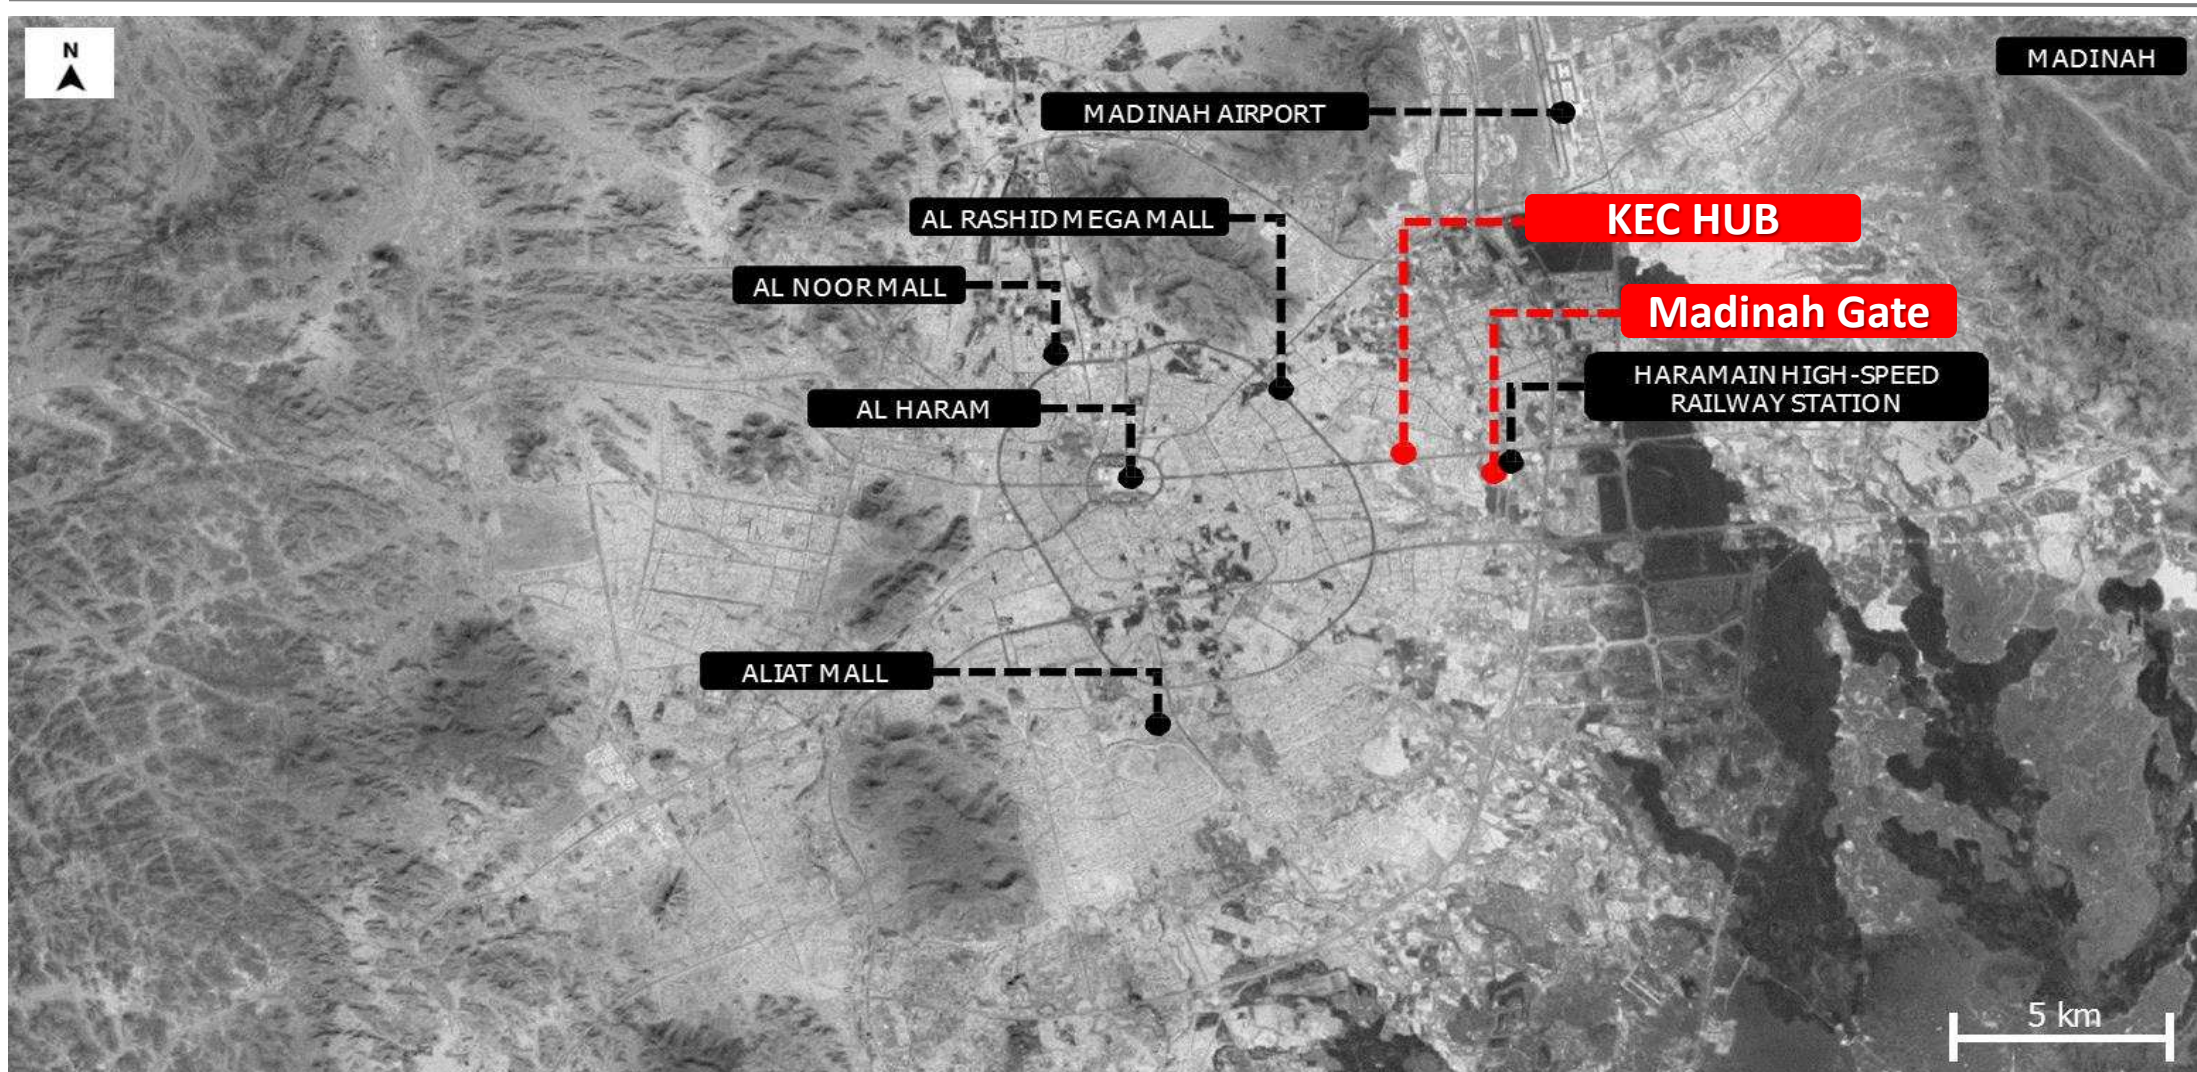 N
MADINAH
MADINAH AIRPORT
AL RASHID MEGA MALL
KEC HUB
AL NOOR MALL
Madinah Gate
HARAMAIN HIGH-SPEED
RAILWAY STATION
AL HARAM
ALIAT MALL
5 km